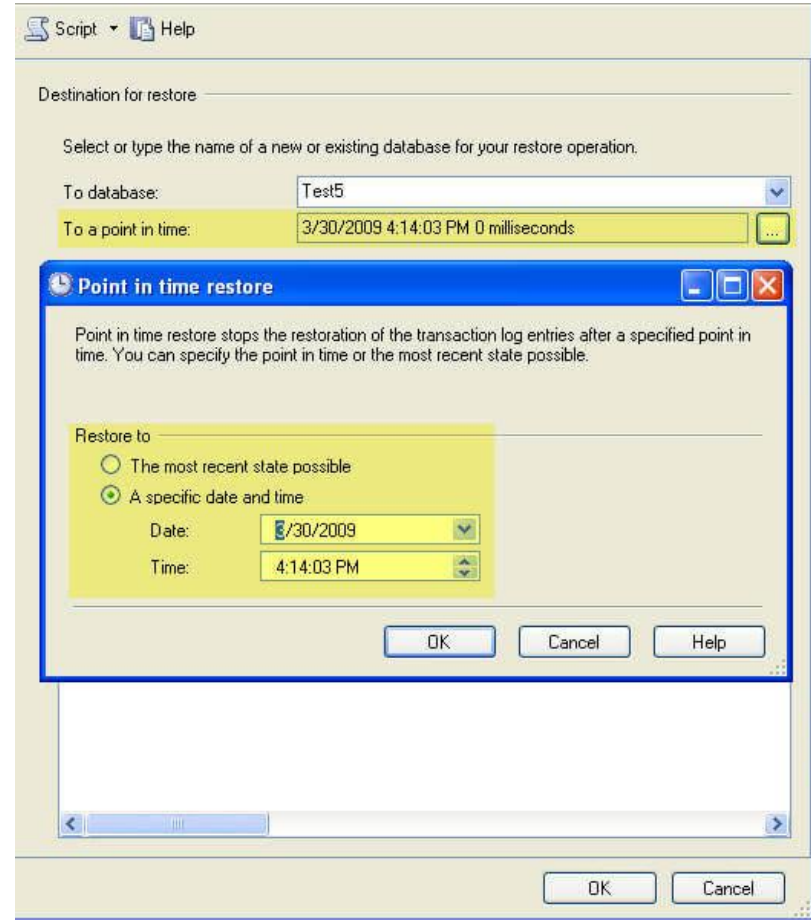 Script Help
Destination for restore
Select or type the name of a new or existing database for your restore operation.
To database: Test5
To a point in time: 3/30/2009 4:14:03 PM 0 milliseconds ...
Point in time restore
Point in time restore stops the restoration of the transaction log entries after a specified point in
time. You can specify the point in time or the most recent state possible.
Restore to
The most recent state possible
A specific date and time
Date: 3/30/2009
Time: 4:14:03 PM
OK Cancel Help
OK Cancel